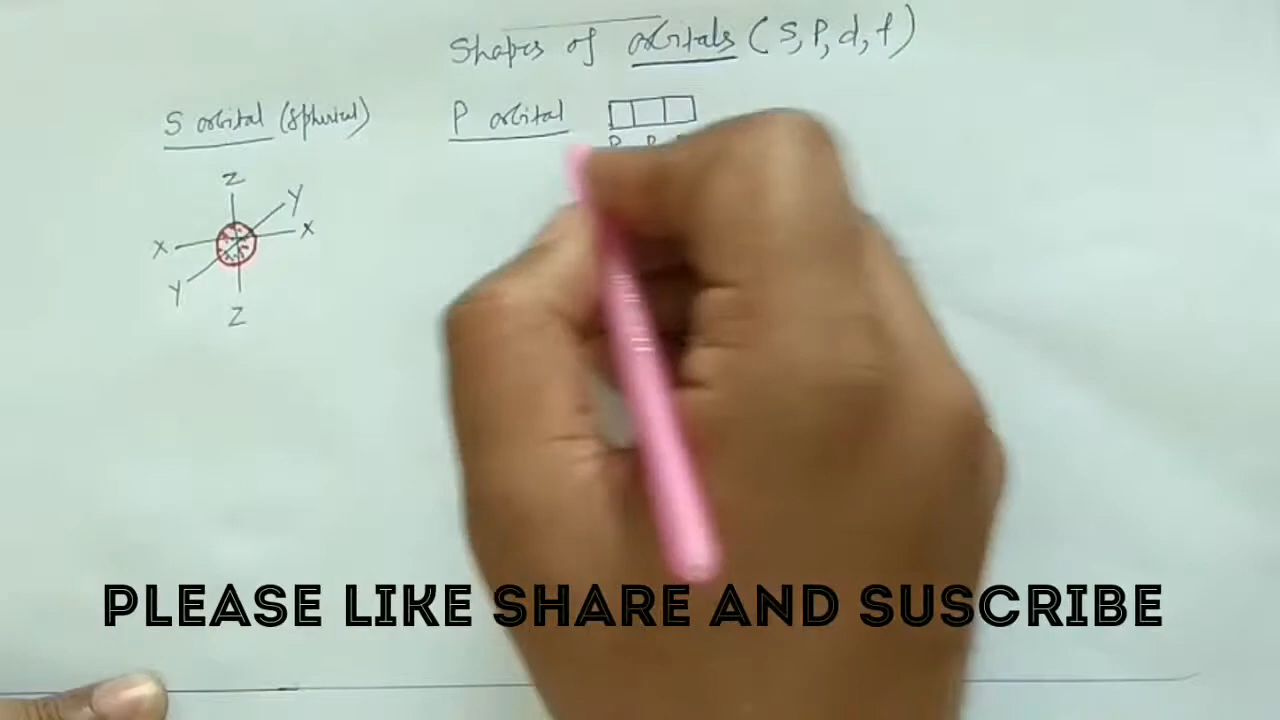 Shapes of orbitals (S, P, d, f)
S orbital (Spherical)
P orbital
P P
Z
Y
X
X
Y
Z
PLEASE LIKE SHARE AND SUSCRIBE